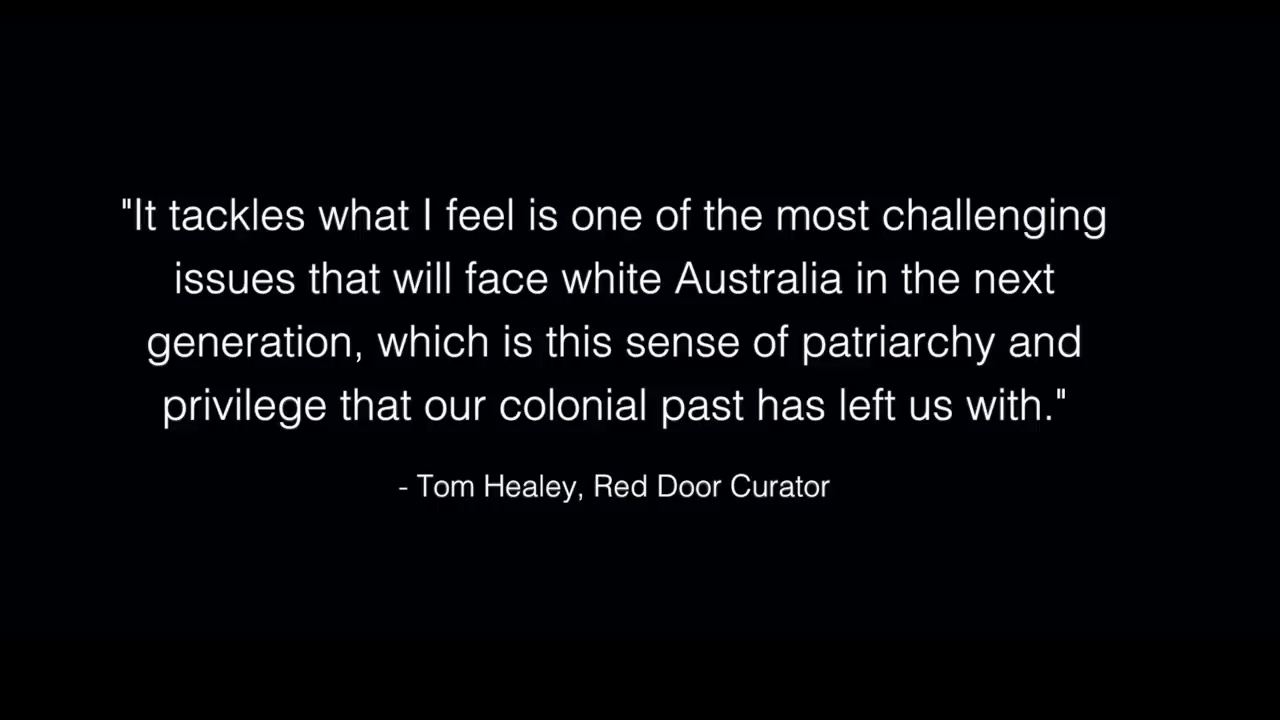 "It tackles what I feel is one of the most challenging
issues that will face white Australia in the next
generation, which is this sense of patriarchy and
privilege that our colonial past has left us with."
- Tom Healey, Red Door Curator